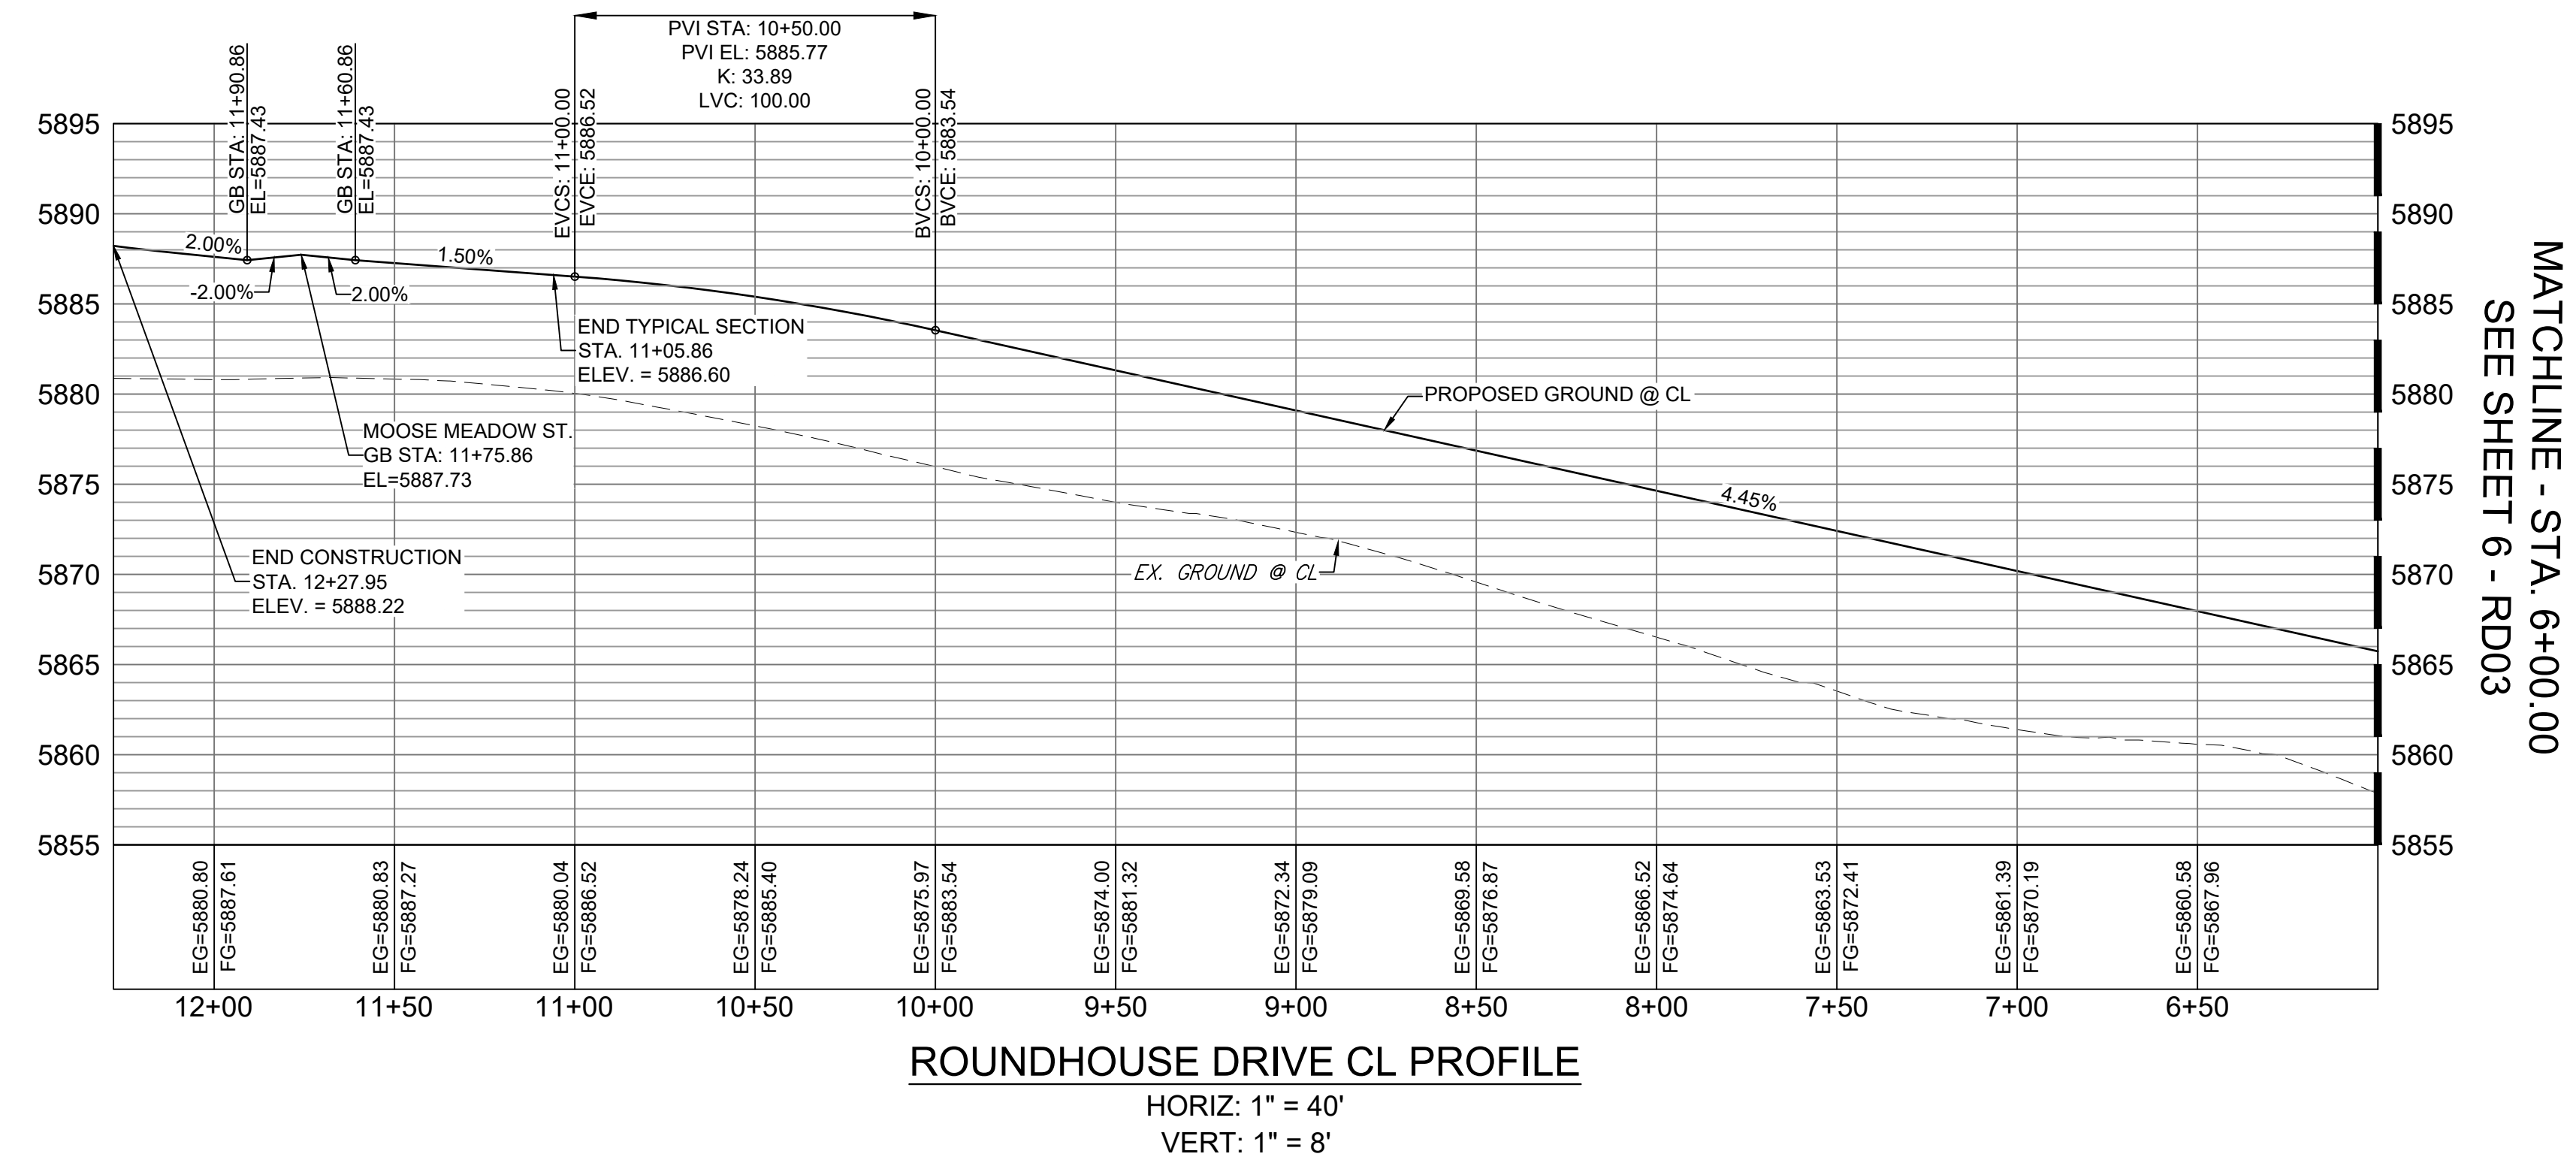 PVI STA: 10+50.00
PVI EL: 5885.77
K: 33.89
LVC: 100.00
GB STA: 11+90.86
EL=5887.43
GB STA: 11+60.86
EL=5887.43
EVCS: 11+00.00
EVCE: 5886.52
BVCS: 10+00.00
BVCE: 5883.54
5895
5890
5885
5880
5875
5870
5865
5860
5855
5895
5890
5885
5880
5875
5870
5865
5860
5855
2.00%
-2.00%
2.00%
1.50%
END TYPICAL SECTION
STA. 11+05.86
ELEV. = 5886.60
PROPOSED GROUND @ CL
MOOSE MEADOW ST.
GB STA: 11+75.86
EL=5887.73
4.45%
END CONSTRUCTION
STA. 12+27.95
ELEV. = 5888.22
EX. GROUND @ CL
MATCHLINE - STA. 6+00.00
SEE SHEET 6 - RD03
EG=5880.80
FG=5887.61
EG=5880.83
FG=5887.27
EG=5880.04
FG=5886.52
EG=5878.24
FG=5885.40
EG=5875.97
FG=5883.54
EG=5874.00
FG=5881.32
EG=5872.34
FG=5879.09
EG=5869.58
FG=5876.87
EG=5866.52
FG=5874.64
EG=5863.53
FG=5872.41
EG=5861.39
FG=5870.19
EG=5860.58
FG=5867.96
12+00 11+50 11+00 10+50 10+00 9+50 9+00 8+50 8+00 7+50 7+00 6+50
ROUNDHOUSE DRIVE CL PROFILE
HORIZ: 1" = 40'
VERT: 1" = 8'